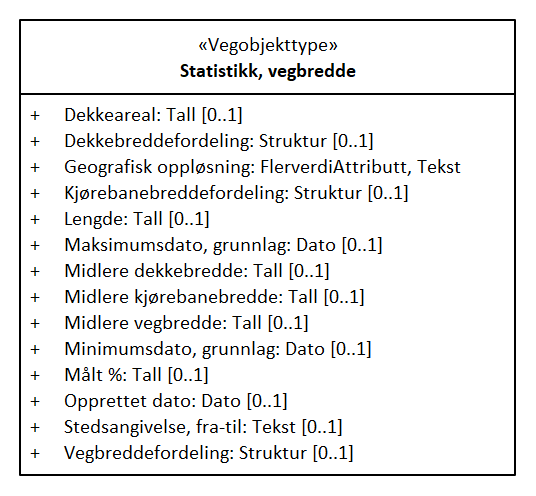 «Vegobjekttype»
Statistikk, vegbredde
+ Dekkeareal: Tall [0..1]
+ Dekkebreddefordeling: Struktur [0..1]
+ Geografisk oppløsning: FlerverdiAttributt, Tekst
+ Kjørebanebreddefordeling: Struktur [0..1]
+ Lengde: Tall [0..1]
+ Maksimumsdato, grunnlag: Dato [0..1]
+ Midlere dekkebredde: Tall [0..1]
+ Midlere kjørebanebredde: Tall [0..1]
+ Midlere vegbredde: Tall [0..1]
+ Minimumsdato, grunnlag: Dato [0..1]
+ Målt %: Tall [0..1]
+ Opprettet dato: Dato [0..1]
+ Stedsangivelse, fra-til: Tekst [0..1]
+ Vegbreddefordeling: Struktur [0..1]